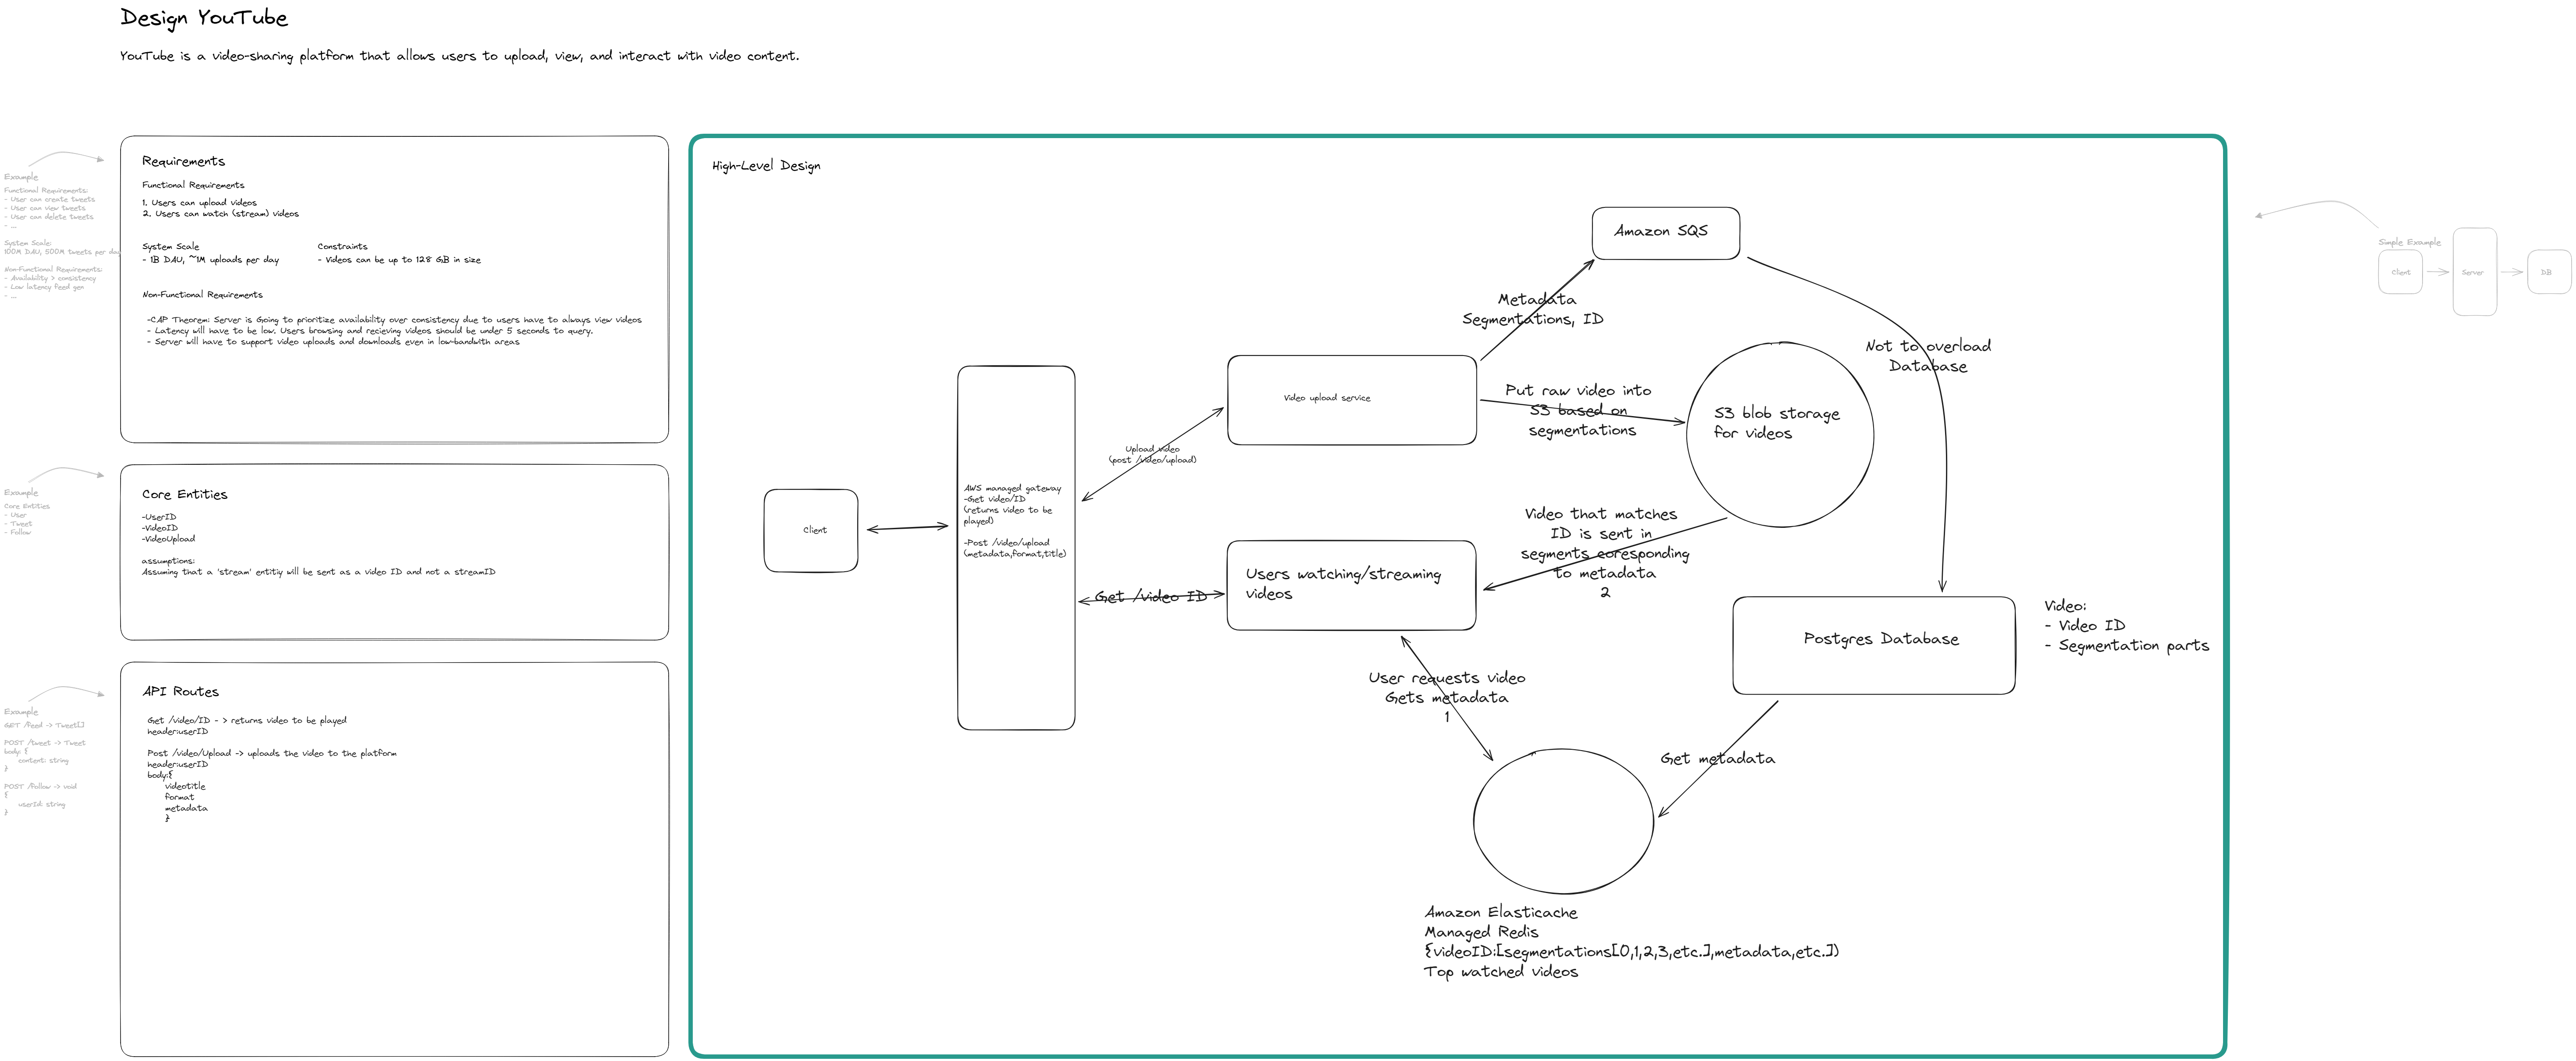 Design YouTube
YouTube is a video-sharing platform that allows users to upload, view, and interact with video content.
Example
Functional Requirements:
- User can create tweets
- User can view tweets
- User can delete tweets
- ...
System Scale:
100M DAU, 500M tweets per day
Non-Functional Requirements:
- Availability > consistency
- Low latency feed gen
- ...
Requirements
Functional Requirements
1. Users can upload videos
2. Users can watch (stream) videos
System Scale
- 1B DAU, ~1M uploads per day
Constraints
- Videos can be up to 128 GB in size
Non-Functional Requirements
-CAP Theorem: Server is Going to prioritize availability over consistency due to users have to always view videos
- Latency will have to be low. Users browsing and recieving videos should be under 5 seconds to query.
- Server will have to support video uploads and downloads even in low-bandwith areas
Example
Core Entities
- User
- Tweet
- Follow
Core Entities
-UserID
-VideoID
-VideoUpload
assumptions:
Assuming that a 'stream' entitiy will be sent as a video ID and not a streamID
Example
GET /feed -> Tweet[]
POST /tweet -> Tweet
body: {
content: string
}
POST /follow -> void
{
userId: string
}
API Routes
Get /video/ID - > returns video to be played
header:userID
Post /video/Upload -> uploads the video to the platform
header:userID
body:{
videotitle
format
metadata
}
High-Level Design
Client
AWS managed gateway
-Get video/ID
(returns video to be
played)
-Post /video/upload
(metadata,format,title)
Upload video
(post /video/upload)
Get /video ID
Video upload service
Users watching/streaming
videos
Metadata
Segmentations, ID
Amazon SQS
Put raw video into
S3 based on
segmentations
S3 blob storage
for videos
Not to overload
Database
Video that matches
ID is sent in
segments coresponding
to metadata
2
User requests video
Gets metadata
1
Postgres Database
Video:
- Video ID
- Segmentation parts
Get metadata
Amazon Elasticache
Managed Redis
{videoID:[segmentations[0,1,2,3,etc.],metadata,etc.])
Top watched videos
Simple Example
Client
Server
DB